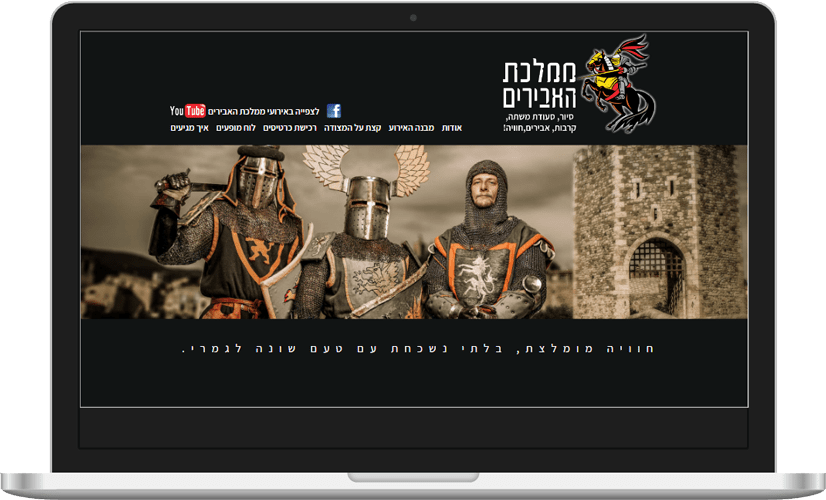 ממלכת
האבירים
סיור, סעודת משתה,
קרבות, אבירים,חוויה!
לצפייה באירועי ממלכת האבירים YouTube
אודות מבנה האירוע קצת על המצודה רכישת כרטיסים לוח מופעים איך מגיעים
חוויה מומלצת, בלתי נשכחת עם טעם שונה לגמרי.